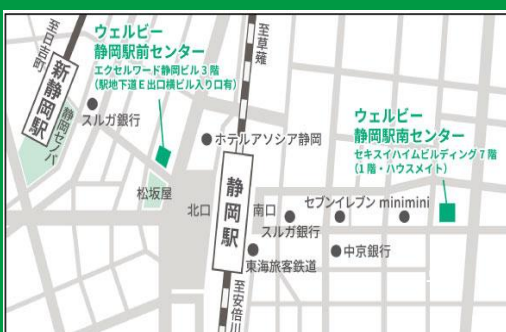 至日吉町
新静岡駅
静岡セノバ
スルガ銀行
ウェルビー
静岡駅前センター
エクセルワード静岡ビル3階
(駅地下道E出口横ビル入り口有)
至草薙
ホテルアソシア静岡
松坂屋
北口
静岡駅
南口
スルガ銀行
セブンイレブン
minimini
東海旅客鉄道
中京銀行
至安倍川
ウェルビー
静岡駅南センター
セキスイハイムビルディング7階
(1階・ハウスメイト)